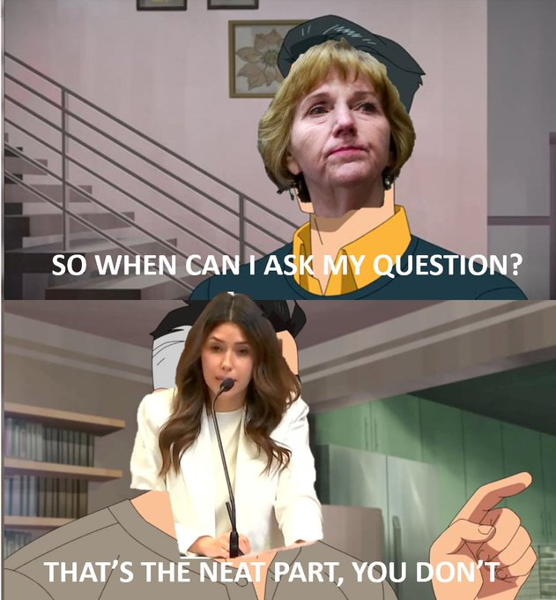 SO WHEN CAN I ASK MY QUESTION?
THAT'S THE NEAT PART, YOU DON'T